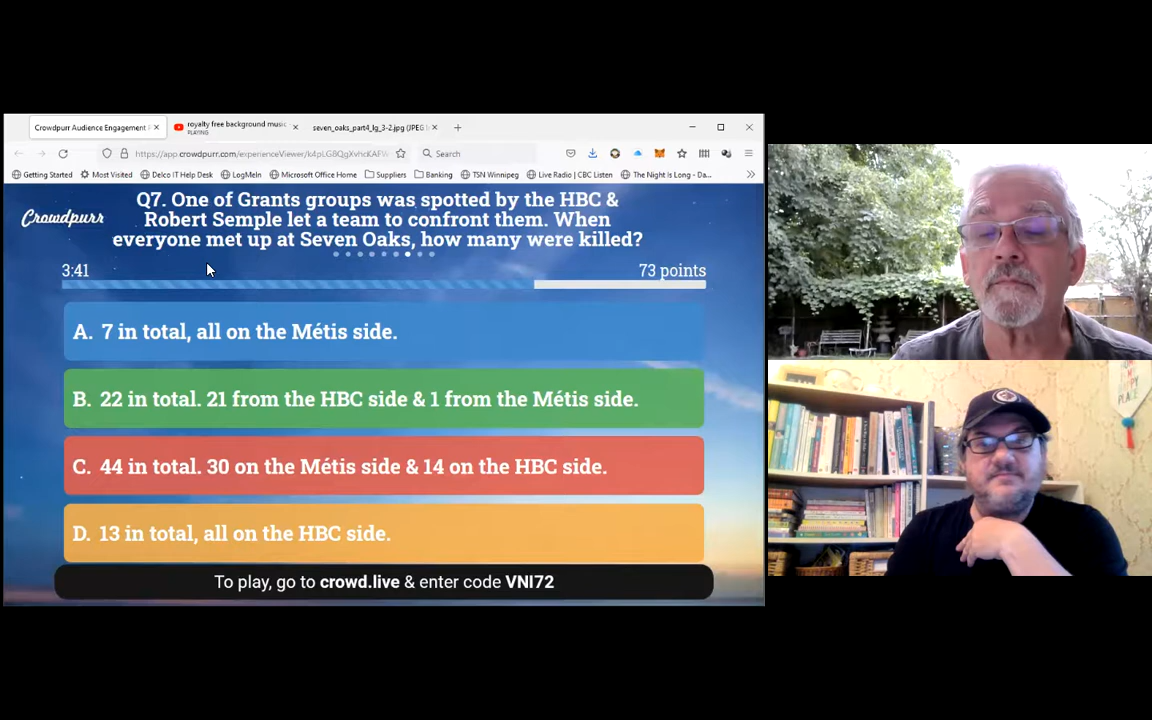 Crowdpurr Audience Engagement
royalty free background music
PLAYING
seven_oaks_part4_lg_3-2.jpg (JPEG
Search
Getting Started
Most Visited
Delco IT Help Desk
LogMeIn
Microsoft Office Home
Suppliers
Banking
TSN Winnipeg
Live Radio | CBC Listen
The Night is Long - Da...
Crowdpurr
Q7. One of Grants groups was spotted by the HBC &
Robert Semple let a team to confront them. When
everyone met up at Seven Oaks, how many were killed?
3:41
73 points
A. 7 in total, all on the Métis side.
B. 22 in total. 21 from the HBC side & 1 from the Métis side.
C. 44 in total. 30 on the Métis side & 14 on the HBC side.
D. 13 in total, all on the HBC side.
To play, go to crowd.live & enter code VNI72
HAPPY
PLACE